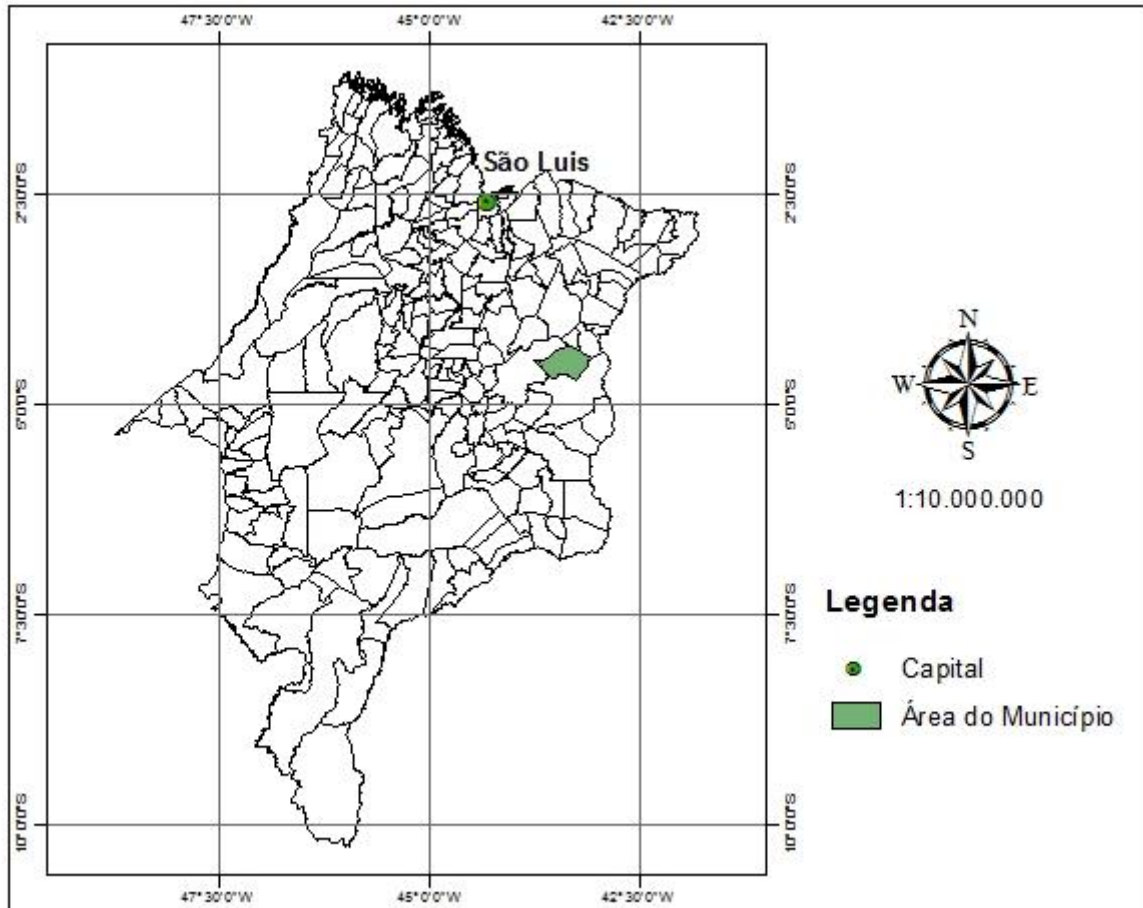 47°30'0"W 45°0'0"W 42°30'0"W
São Luis
2°30'0"S 2°30'0"S
N
W E
S
5°0'0"S 5°0'0"S
1:10.000.000
Legenda
7°30'0"S 7°30'0"S
Capital
Área do Município
10°0'0"S 10°0'0"S
47°30'0"W 45°0'0"W 42°30'0"W